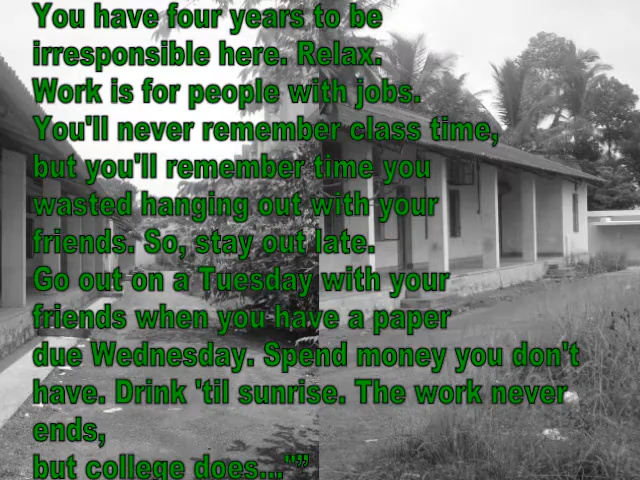 You have four years to be
irresponsible here. Relax.
Work is for people with jobs.
You'll never remember class time,
but you'll remember time you
wasted hanging out with your
friends. So, stay out late.
Go out on a Tuesday with your
friends when you have a paper
due Wednesday. Spend money you don't
have. Drink 'til sunrise. The work never
ends,
but college does..."”